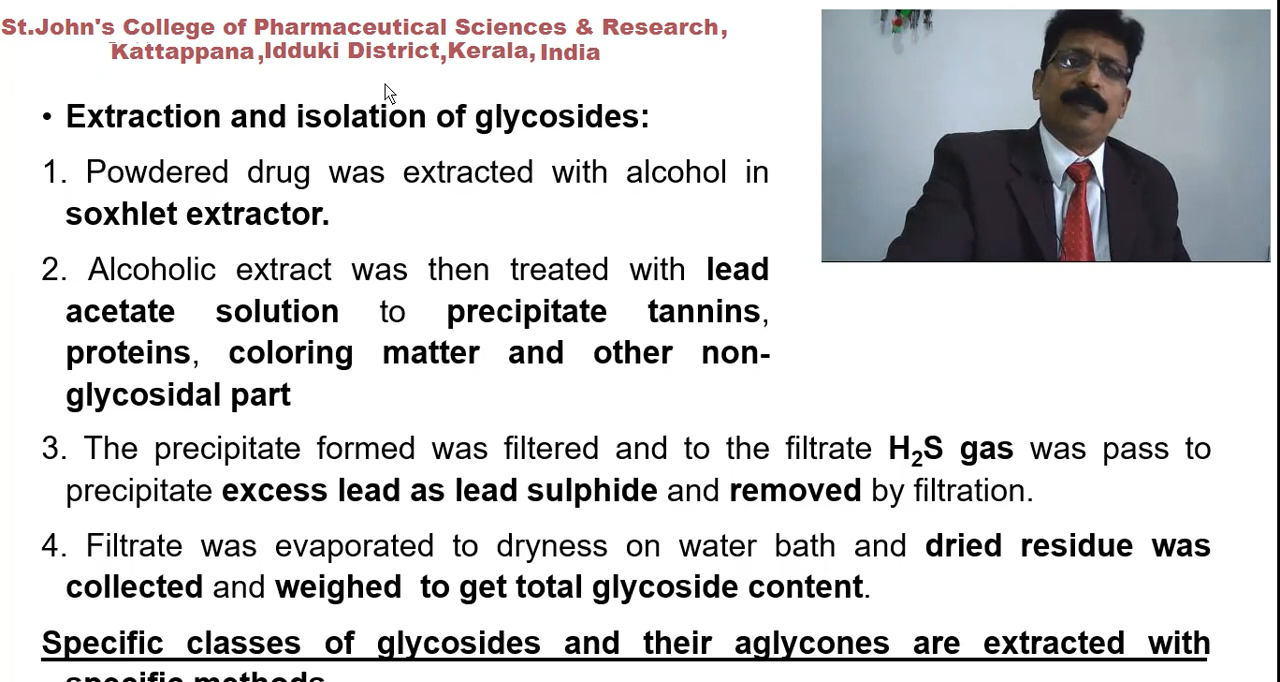 St.John's College of Pharmaceutical Sciences & Research,
Kattappana,Idduki District,Kerala, India
• Extraction and isolation of glycosides:
1. Powdered drug was extracted with alcohol in
soxhlet extractor.
2. Alcoholic extract was then treated with lead
acetate solution to precipitate tannins,
proteins, coloring matter and other non-
glycosidal part
3. The precipitate formed was filtered and to the filtrate H₂S gas was pass to
precipitate excess lead as lead sulphide and removed by filtration.
4. Filtrate was evaporated to dryness on water bath and dried residue was
collected and weighed to get total glycoside content.
Specific classes of glycosides and their aglycones are extracted with
specific methods